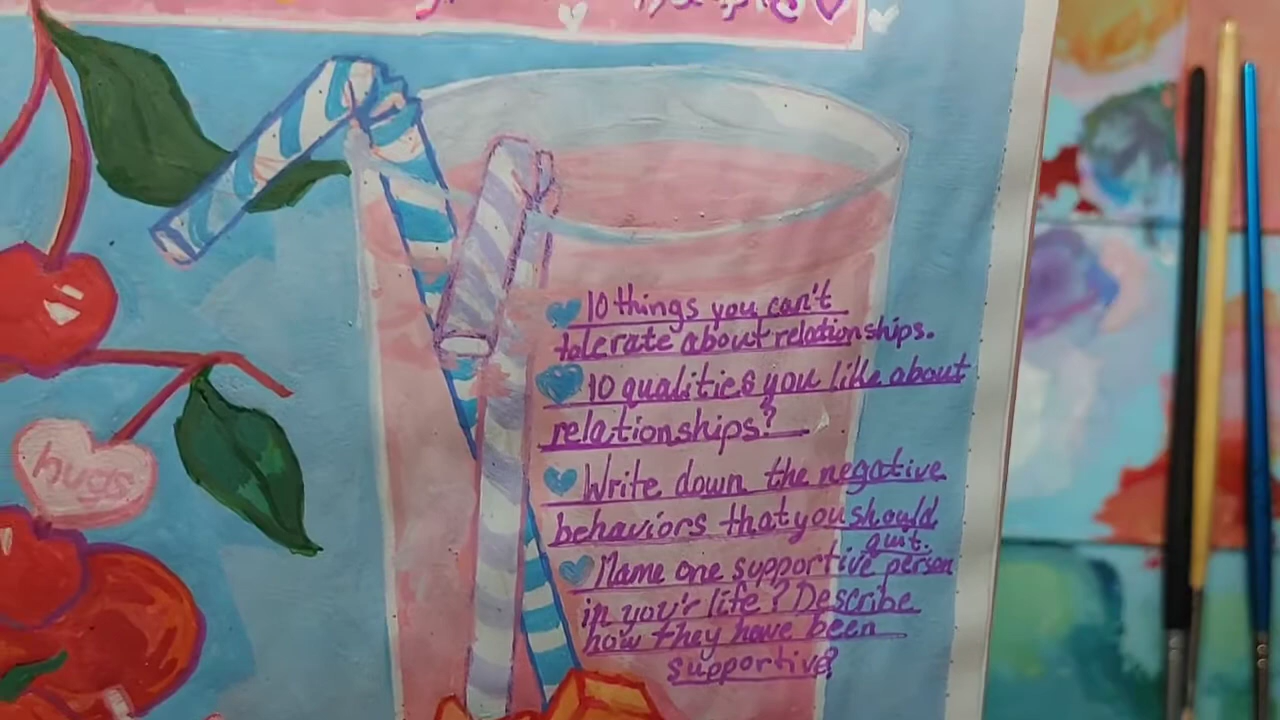 hugs
10 things you can't
tolerate about relationships.
10 qualities you like about
relationships?
Write down the negative
behaviors that you should
quit.
Name one supportive person
in you'r life? Describe
how they have been
supportive?